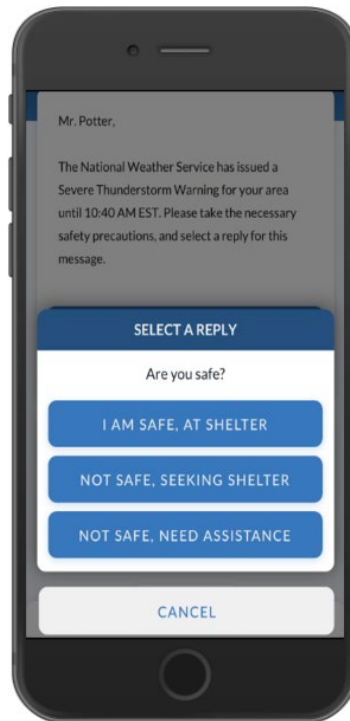 Mr. Potter,
The National Weather Service has issued a
Severe Thunderstorm Warning for your area
until 10:40 AM EST. Please take the necessary
safety precautions, and select a reply for this
message.
SELECT A REPLY
Are you safe?
I AM SAFE, AT SHELTER
NOT SAFE, SEEKING SHELTER
NOT SAFE, NEED ASSISTANCE
CANCEL